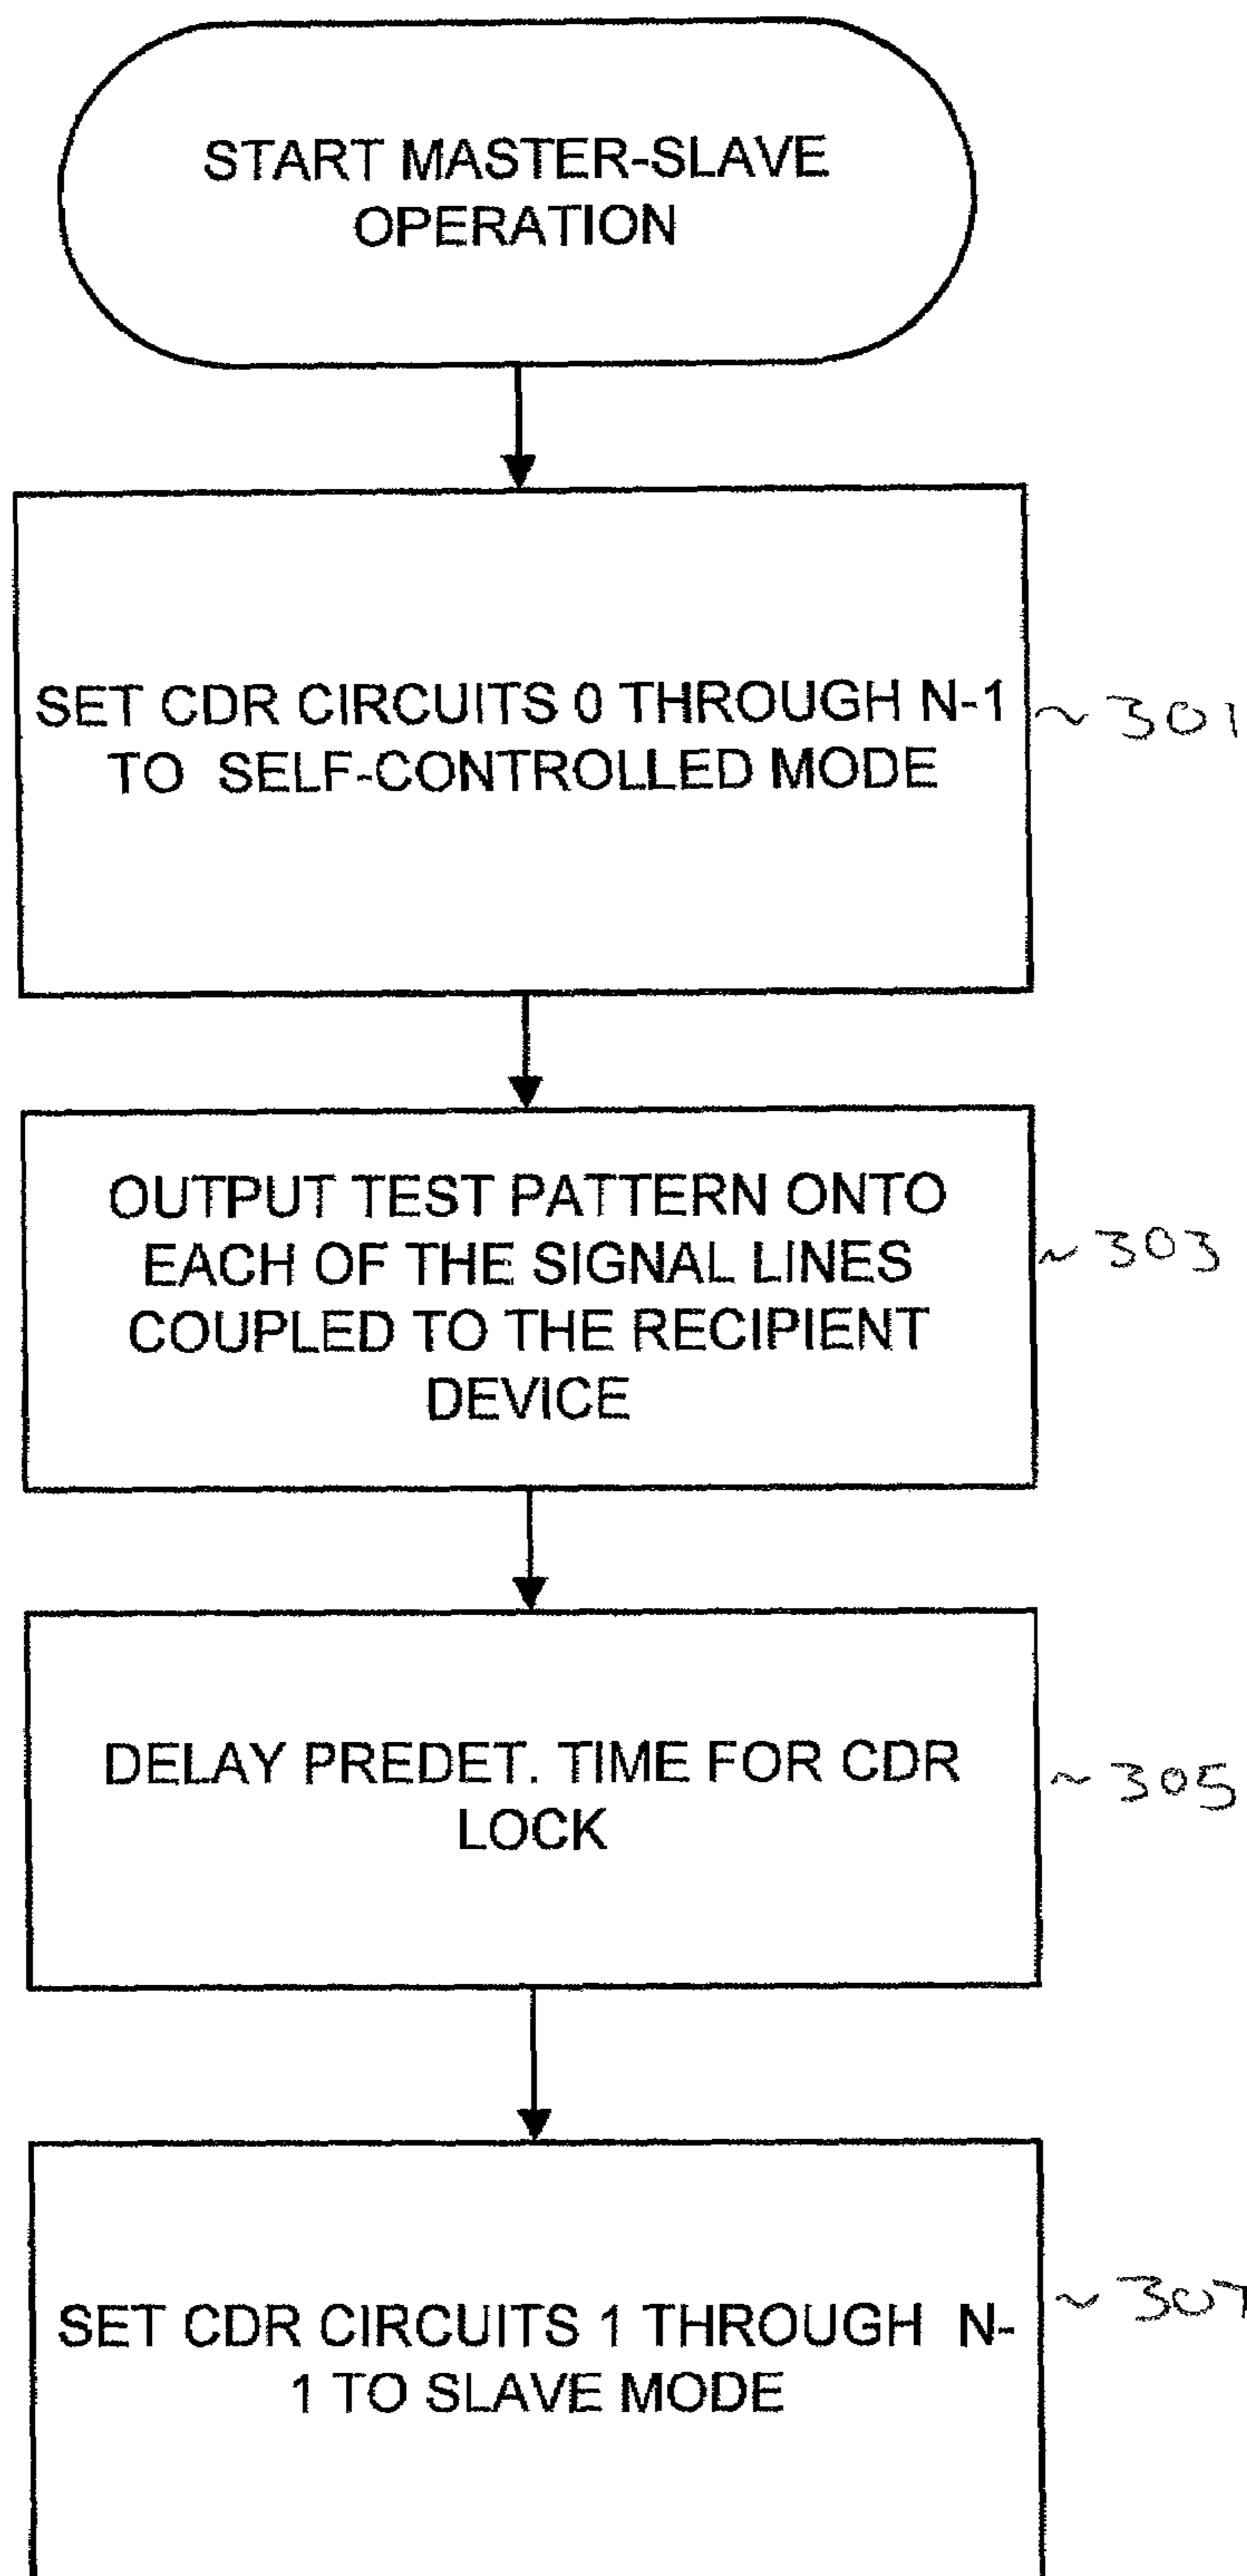 START MASTER-SLAVE
OPERATION
SET CDR CIRCUITS 0 THROUGH N-1
TO SELF-CONTROLLED MODE
~ 301
OUTPUT TEST PATTERN ONTO
EACH OF THE SIGNAL LINES
COUPLED TO THE RECIPIENT
DEVICE
~ 303
DELAY PREDET. TIME FOR CDR
LOCK
~ 305
SET CDR CIRCUITS 1 THROUGH N-
1 TO SLAVE MODE
~ 307